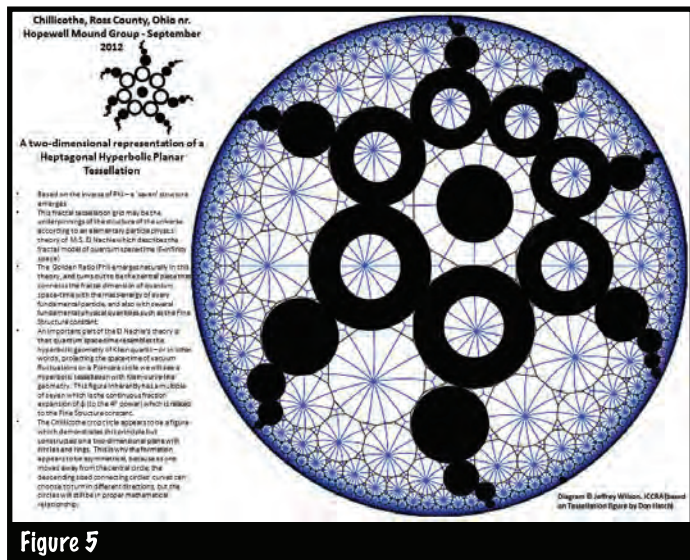 Chillicothe, Ross County, Ohio nr.
Hopewell Mound Group - September
2012
A two-dimensional representation of a
Heptagonal Hyperbolic Planar
Tessellation
• Based on the inverse of Phi—a 'seven' structure
emerges
• This fractal tessellation grid may be the
underpinnings of the structure of the universe
according to an elementary particle physics
theory of M.S. El Naschie which describes the
fractal model of quantum space-time (E-infinity
space)
• The Golden Ratio (Phi) emerges naturally in this
theory, and turns out to be the central piece that
connects the fractal dimension of quantum
space-time with the mass-energy of every
fundamental particle, and also with several
fundamental physical quantities such as the Fine
Structure constant.
• An important part of the El Naschie's theory is
that quantum space-time resembles the
hyperbolic geometry of Klein quartic—or in other
words, projecting the space-time of vacuum
fluctuations on a Poincare circle we will see a
hyperbolic tessellation with Klein-curve like
geometry. This figure inherently has a multiple
of seven which is the continuous fraction
expansion of ϕ (to the 4th power) which is related
to the Fine Structure constant.
• The Chillicothe crop circle appears to be a figure
which demonstrates this principle but
constructed on a two-dimensional plane with
circles and rings. This is why the formation
appears to be asymmetrical, because as one
moves away from the central circle, the
descending sized connecting circles' curves can
choose to turn in different directions, but the
circles will still be in proper mathematical
relationship.
Diagram © Jeffrey Wilson, ICCRA (based
on Tessellation figure by Don Hatch)
Figure 5